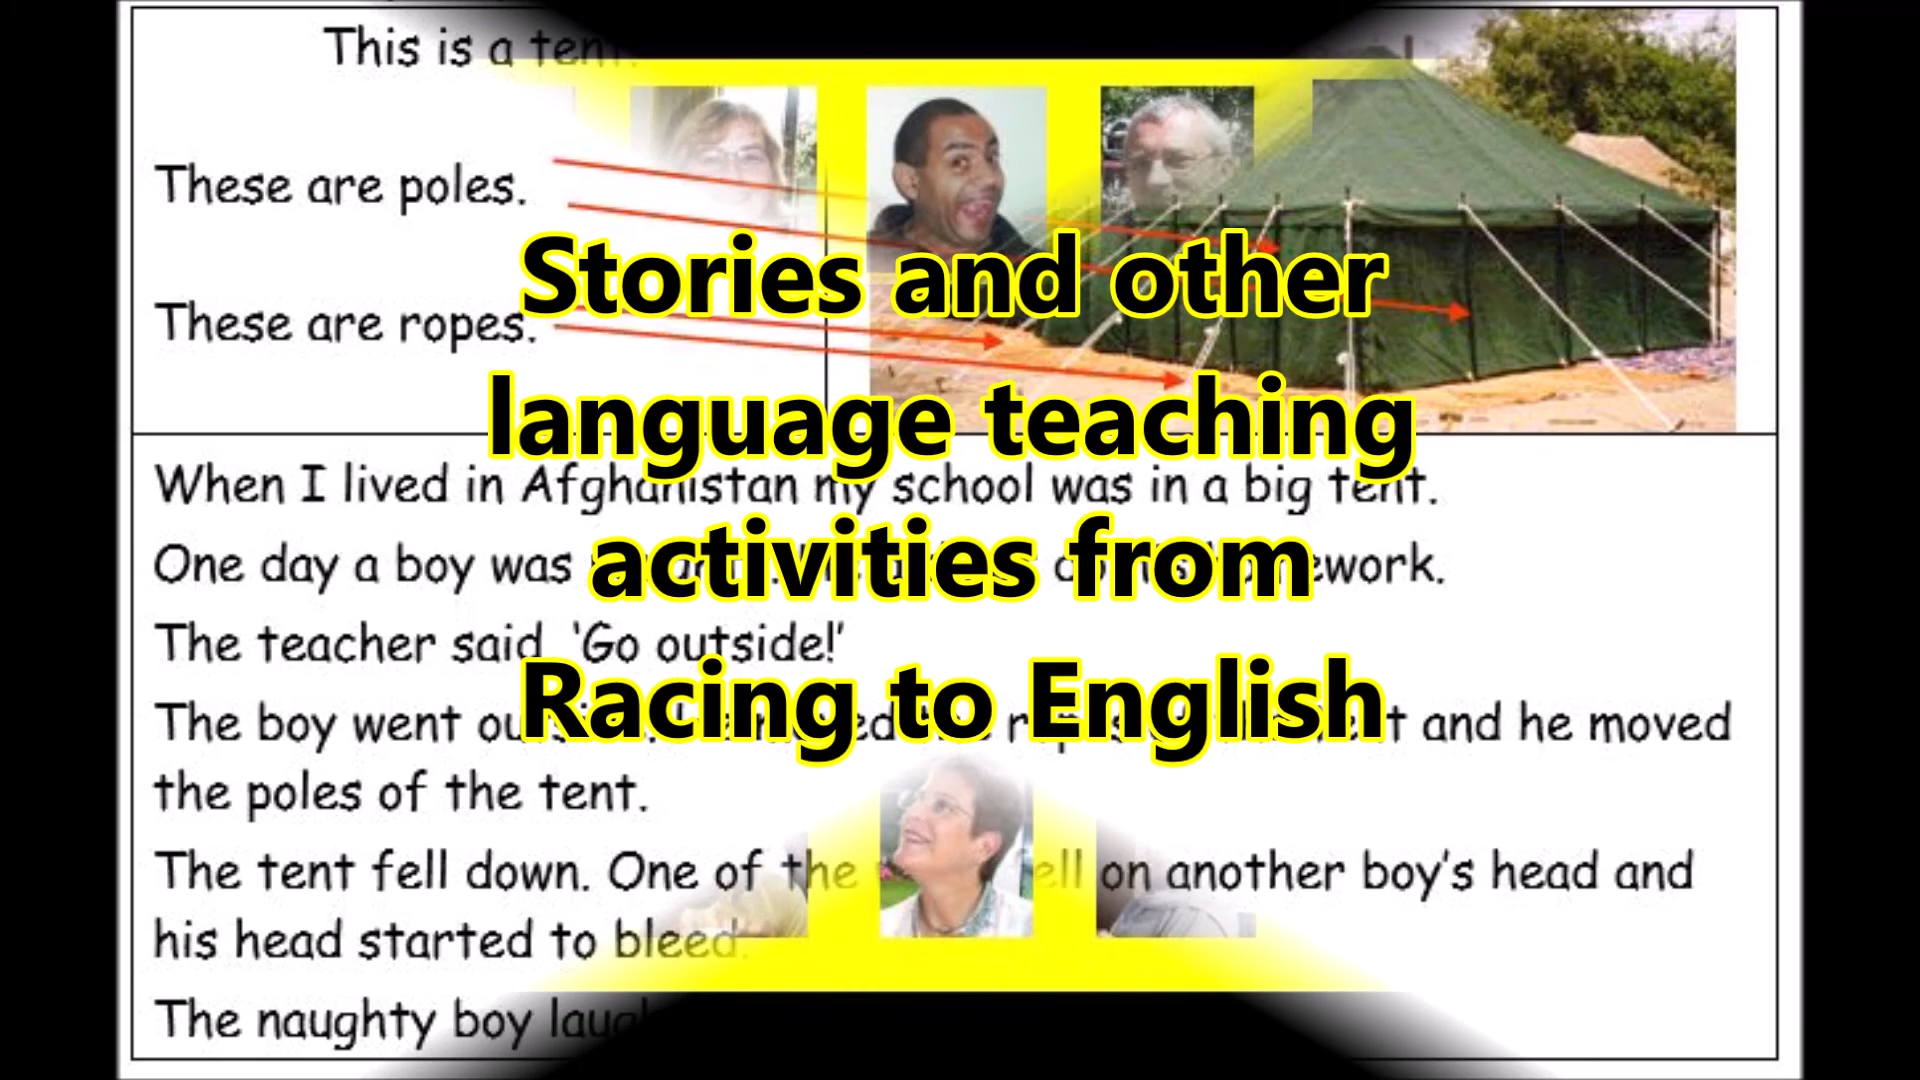 This is a tent.
These are poles.
These are ropes.
Stories and other
language teaching
activities from
Racing to English
When I lived in Afghanistan my school was in a big tent.
One day a boy was
The teacher said, ‘Go outside!’
The boy went and he moved
the poles of the tent.
The tent fell down. One of the on another boy’s head and
his head started to bleed.
The naughty boy